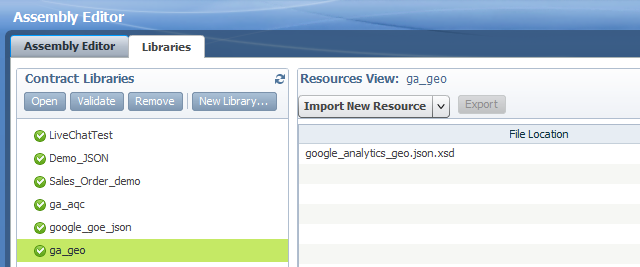 Assembly Editor
Assembly Editor Libraries
Contract Libraries
Open Validate Remove New Library...
LiveChatTest
Demo_JSON
Sales_Order_demo
ga_aqc
google_goe_json
ga_geo
Resources View: ga_geo
Import New Resource Export
File Location
google_analytics_geo.json.xsd